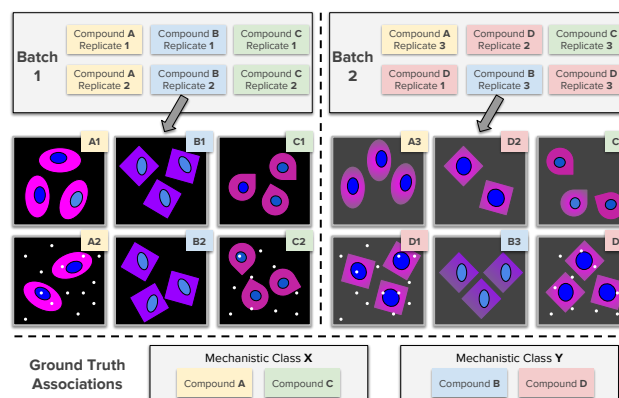 Batch 1
Compound A Replicate 1
Compound B Replicate 1
Compound C Replicate 1
Compound A Replicate 2
Compound B Replicate 2
Compound C Replicate 2
Batch 2
Compound A Replicate 3
Compound D Replicate 2
Compound C Replicate 3
Compound D Replicate 1
Compound B Replicate 3
Compound D Replicate 3
A1
B1
C1
A3
D2
C
A2
B2
C2
D1
B3
D
Ground Truth Associations
Mechanistic Class X
Compound A
Compound C
Mechanistic Class Y
Compound B
Compound D